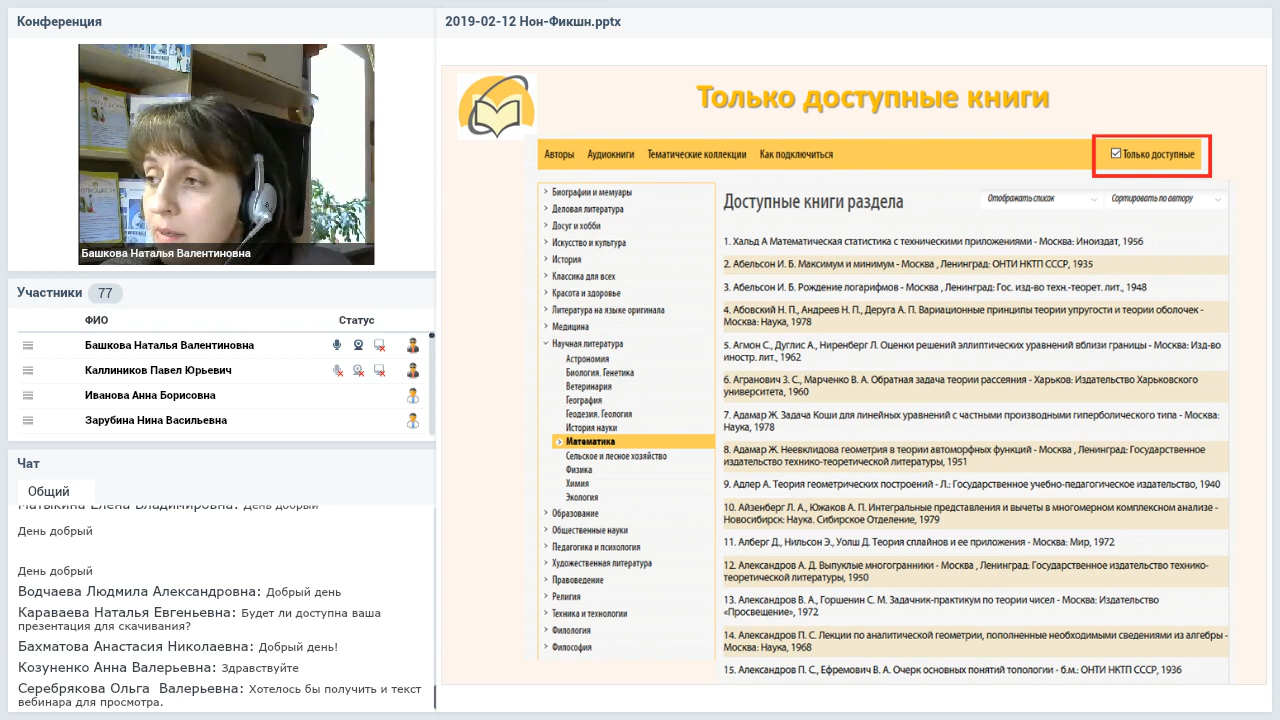 Конференция
Башкова Наталья Валентиновна
Участники 77
ФИО Статус
Башкова Наталья Валентиновна
Каллиников Павел Юрьевич
Иванова Анна Борисовна
Зарубина Нина Васильевна
Чат
Общий
Матыкина Елена Владимировна: День добрый
День добрый
День добрый
Водчаева Людмила Александровна: Добрый день
Караваева Наталья Евгеньевна: Будет ли доступна ваша
презентация для скачивания?
Бахматова Анастасия Николаевна: Добрый день!
Козуненко Анна Валерьевна: Здравствуйте
Серебрякова Ольга Валерьевна: Хотелось бы получить и текст
вебинара для просмотра.
2019-02-12 Нон-Фикшн.pptx
Только доступные книги
Авторы Аудиокниги Тематические коллекции Как подключиться Только доступные
Биографии и мемуары
Деловая литература
Досуг и хобби
Искусство и культура
История
Классика для всех
Красота и здоровье
Литература на языке оригинала
Медицина
Научная литература
Астрономия
Биология. Генетика
Ветеринария
География
Геодезия. Геология
История науки
Математика
Сельское и лесное хозяйство
Физика
Химия
Экология
Образование
Общественные науки
Педагогика и психология
Художественная литература
Правоведение
Религия
Техника и технологии
Филология
Философия
Доступные книги раздела
Отображать список Сортировать по автору
1. Хальд А Математическая статистика с техническими приложениями - Москва: Иноиздат, 1956
2. Абельсон И. Б. Максимум и минимум - Москва , Ленинград: ОНТИ НКТП СССР, 1935
3. Абельсон И. Б. Рождение логарифмов - Москва , Ленинград: Гос. изд-во техн.-теорет. лит., 1948
4. Абовский Н. П., Андреев Н. П., Деруга А. П. Вариационные принципы теории упругости и теории оболочек -
Москва: Наука, 1978
5. Агмон С., Дуглис А., Ниренберг Л. Оценки решений эллиптических уравнений вблизи границы - Москва: Изд-во
иностр. лит., 1962
6. Агранович З. С., Марченко В. А. Обратная задача теории рассеяния - Харьков: Издательство Харьковского
университета, 1960
7. Адамар Ж. Задача Коши для линейных уравнений с частными производными гиперболического типа - Москва:
Наука, 1978
8. Адамар Ж. Неевклидова геометрия в теории автоморфных функций - Москва , Ленинград: Государственное
издательство технико-теоретической литературы, 1951
9. Адлер А. Теория геометрических построений - Л.: Государственное учебно-педагогическое издательство, 1940
10. Айзенберг Л. А., Южаков А. П. Интегральные представления и вычеты в многомерном комплексном анализе -
Новосибирск: Наука. Сибирское Отделение, 1979
11. Алберг Д., Нильсон Э., Уолш Д. Теория сплайнов и ее приложения - Москва: Мир, 1972
12. Александров А. Д. Выпуклые многогранники - Москва , Ленинград: Государственное издательство технико-
теоретической литературы, 1950
13. Александров В. А., Горшенин С. М. Задачник-практикум по теории чисел - Москва: Издательство
«Просвещение», 1972
14. Александров П. С. Лекции по аналитической геометрии, пополненные необходимыми сведениями из алгебры -
Москва: Наука, 1968
15. Александров П. С., Ефремович В. А. Очерк основных понятий топологии - б.м.: ОНТИ НКТП СССР, 1936